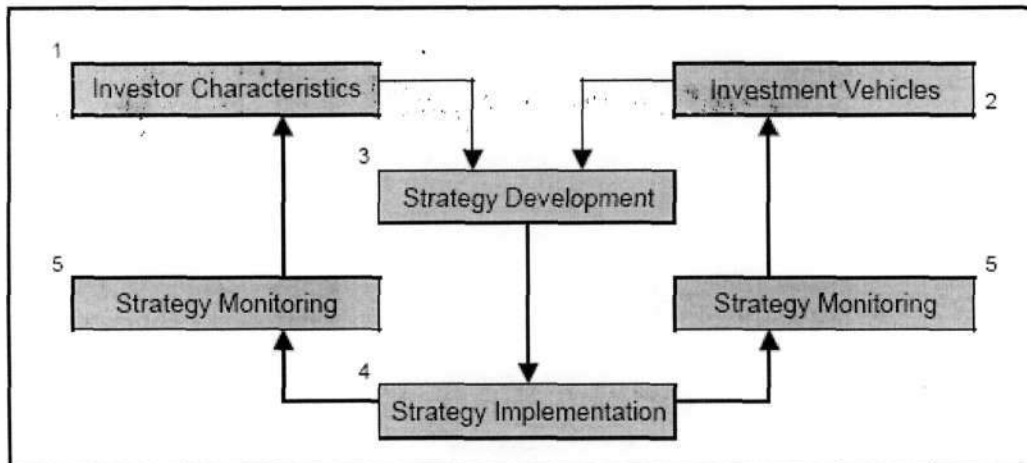 1
Investor Characteristics
Investment Vehicles
2
3
Strategy Development
5
Strategy Monitoring
5
Strategy Monitoring
4
Strategy Implementation